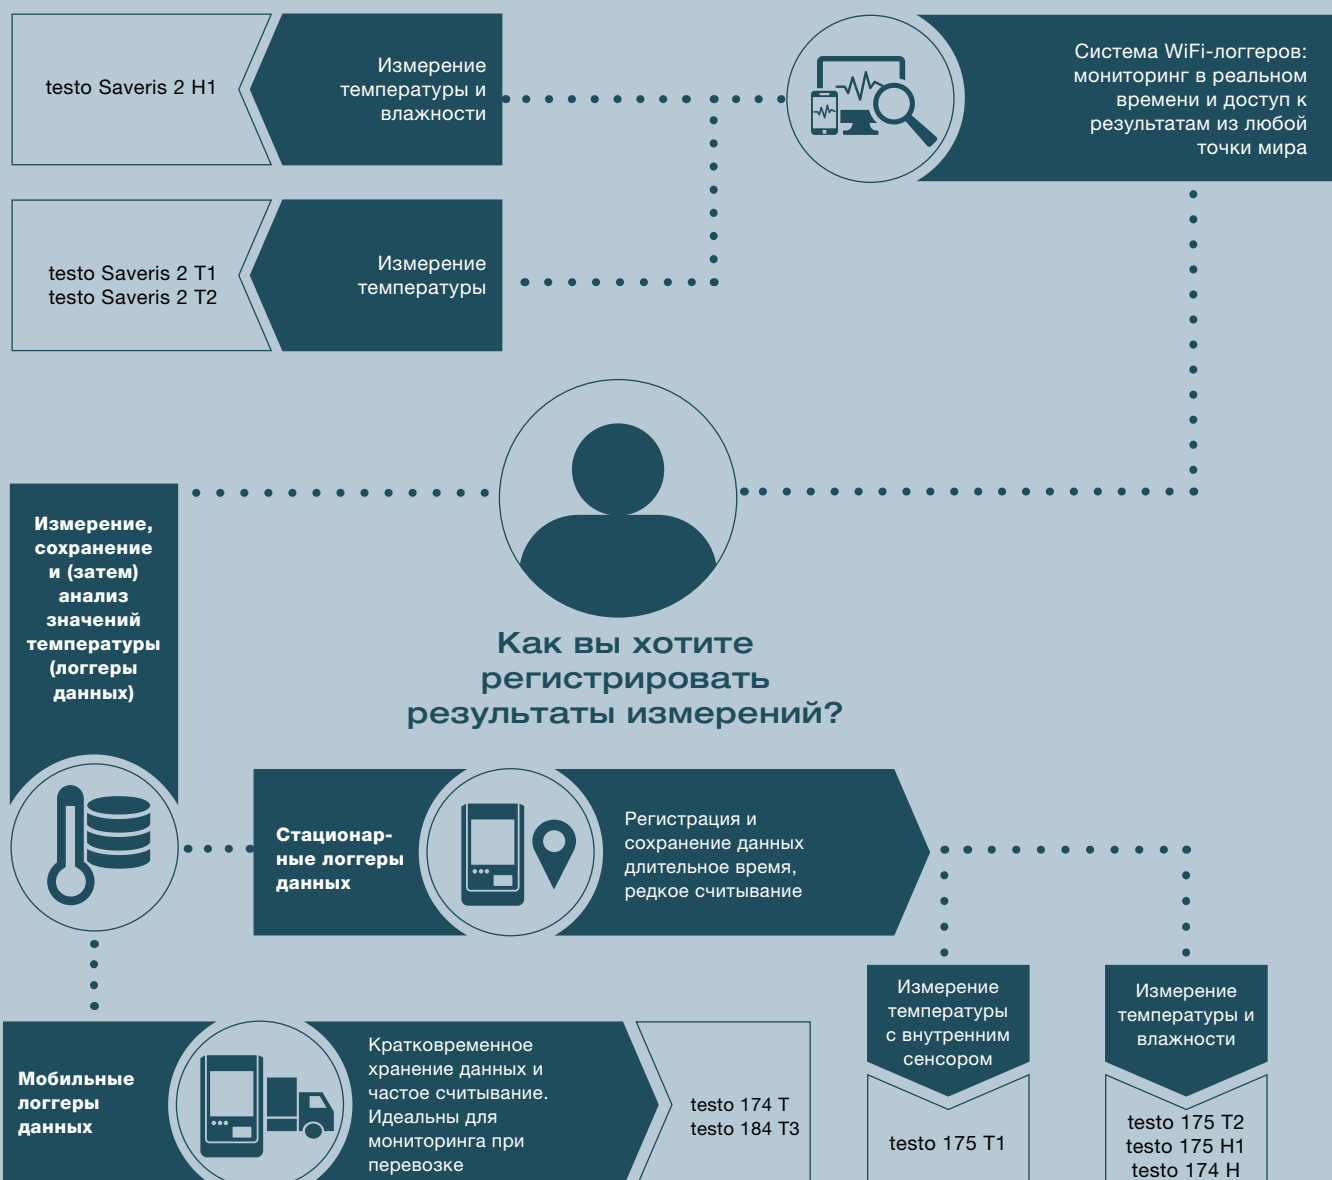 testo Saveris 2 H1
Измерение
температуры и
влажности
Система WiFi-логгеров:
мониторинг в реальном
времени и доступ к
результатам из любой
точки мира
testo Saveris 2 T1
testo Saveris 2 T2
Измерение
температуры
Измерение,
сохранение
и (затем)
анализ
значений
температуры
(логгеры
данных)
Как вы хотите
регистрировать
результаты измерений?
Стационар-
ные логгеры
данных
Регистрация и
сохранение данных
длительное время,
редкое считывание
Измерение
температуры
с внутренним
сенсором
Измерение
температуры и
влажности
Мобильные
логгеры
данных
Кратковременное
хранение данных и
частое считывание.
Идеальны для
мониторинга при
перевозке
testo 174 T
testo 184 T3
testo 175 T1
testo 175 T2
testo 175 H1
testo 174 H